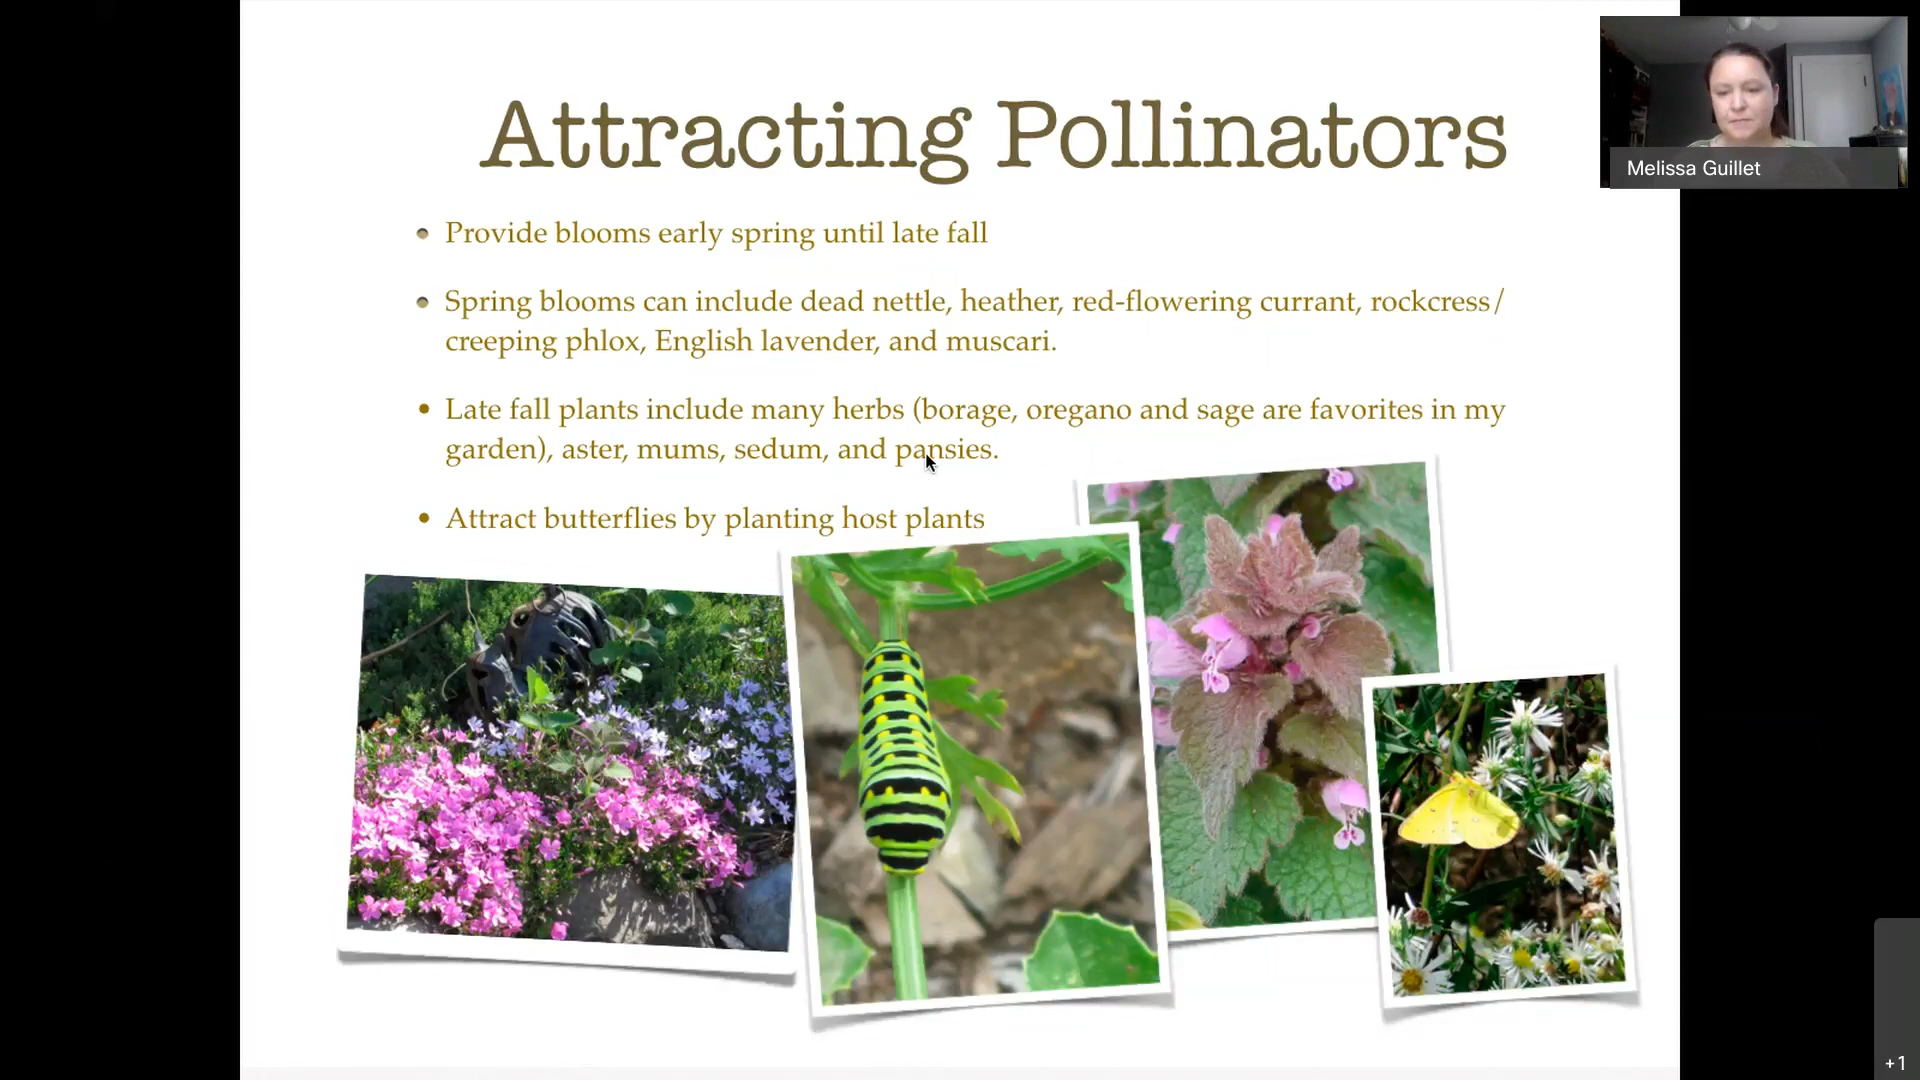 Attracting Pollinators
Melissa Guillet
• Provide blooms early spring until late fall
• Spring blooms can include dead nettle, heather, red-flowering currant, rockcress/
creeping phlox, English lavender, and muscari.
• Late fall plants include many herbs (borage, oregano and sage are favorites in my
garden), aster, mums, sedum, and pansies.
• Attract butterflies by planting host plants
+1